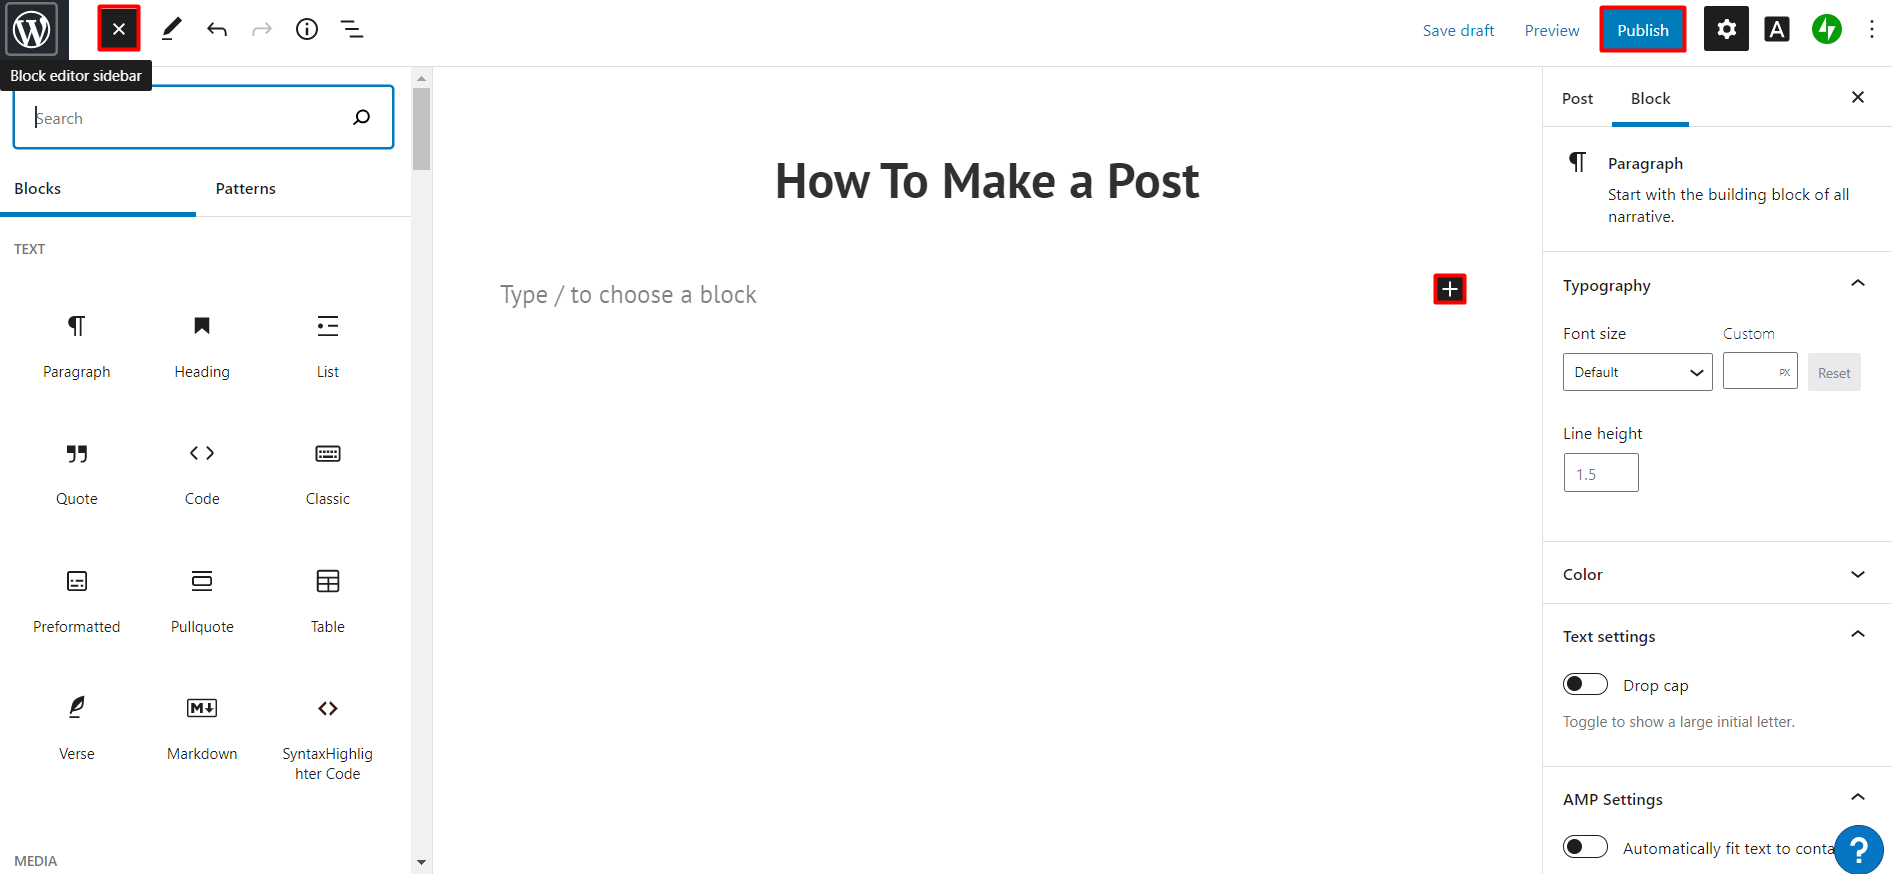 Save draft
Preview
Publish
A
Block editor sidebar
Search
Blocks
Patterns
TEXT
Paragraph
Heading
List
Quote
Code
Classic
Preformatted
Pullquote
Table
Verse
Markdown
SyntaxHighlig
hter Code
MEDIA
How To Make a Post
Type / to choose a block
Post
Block
Paragraph
Start with the building block of all
narrative.
Typography
Font size
Custom
Default
PX
Reset
Line height
1.5
Color
Text settings
Drop cap
Toggle to show a large initial letter.
AMP Settings
Automatically fit text to conta
?